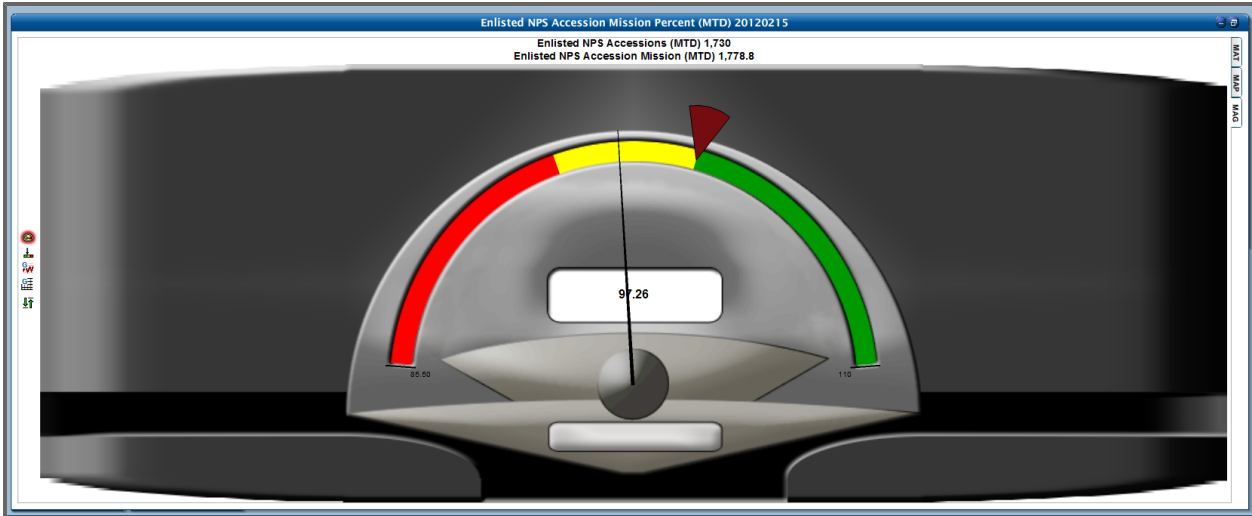 Enlisted NPS Accession Mission Percent (MTD) 20120215
Enlisted NPS Accessions (MTD) 1,730
Enlisted NPS Accession Mission (MTD) 1,778.8
MAT
MAP
MAG
97.26
85.50
110